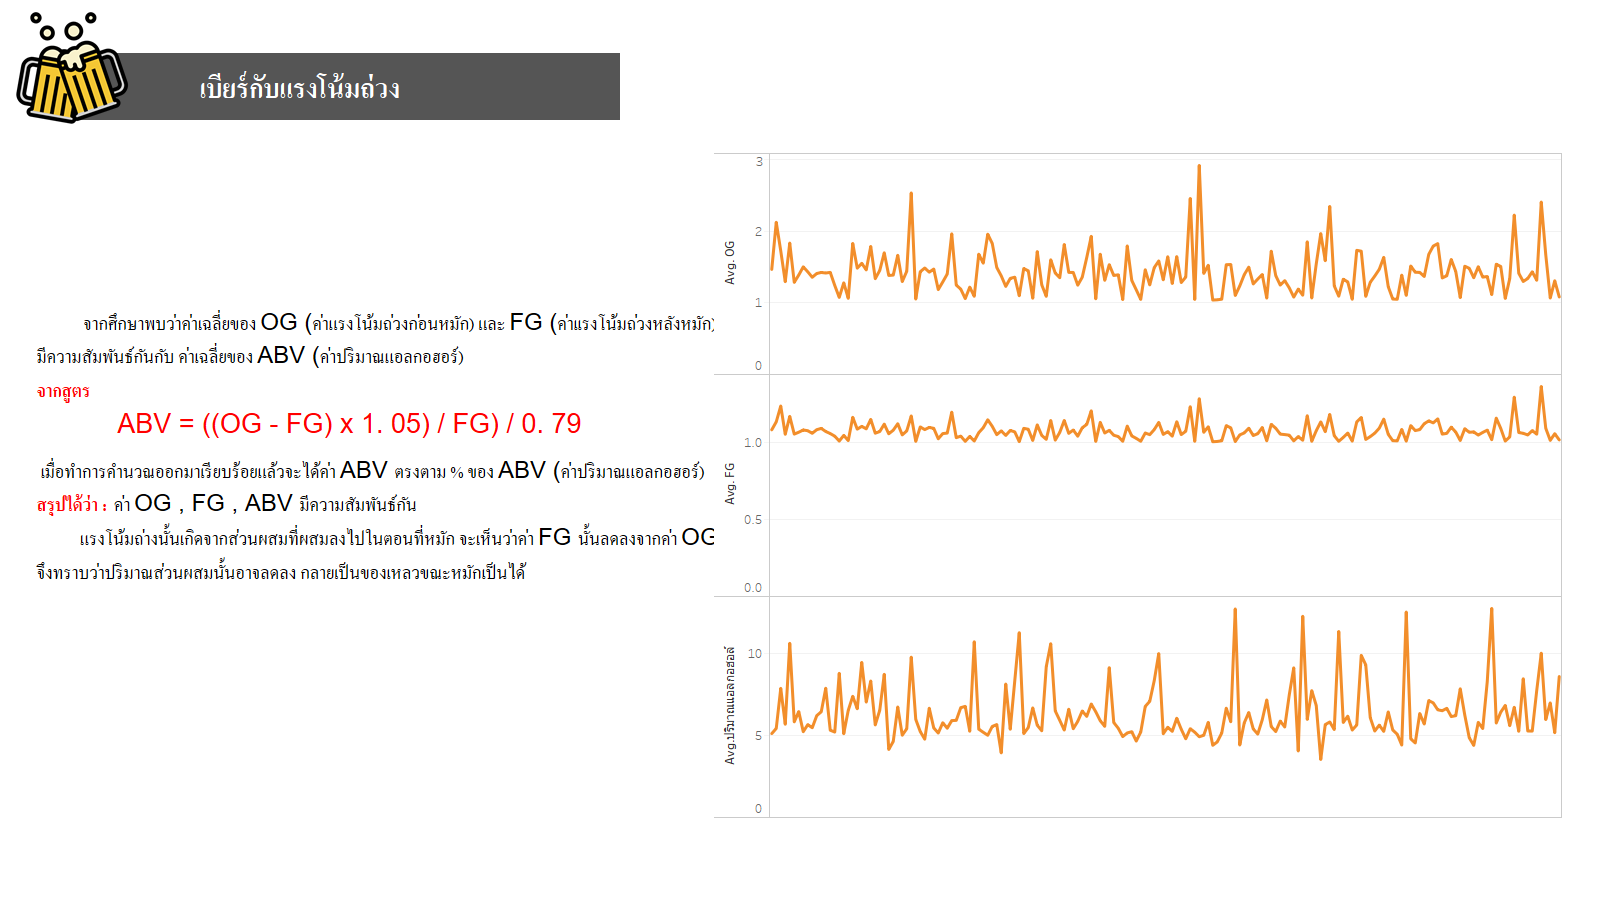 เบียร์กับแรงโน้มถ่วง
จากศึกษาพบว่าค่าเฉลี่ยของ OG (ค่าแรงโน้มถ่วงก่อนหมัก) และ FG (ค่าแรงโน้มถ่วงหลังหมัก)
มีความสัมพันธ์กันกับ ค่าเฉลี่ยของ ABV (ค่าปริมาณแอลกอฮอร์)
จากสูตร
ABV = ((OG - FG) x 1. 05) / FG) / 0. 79
เมื่อทำการคำนวณออกมาเรียบร้อยแล้วจะได้ค่า ABV ตรงตาม % ของ ABV (ค่าปริมาณแอลกอฮอร์)
สรุปได้ว่า : ค่า OG , FG , ABV มีความสัมพันธ์กัน
แรงโน้มถ่างนั้นเกิดจากส่วนผสมที่ผสมลงไปในตอนที่หมัก จะเห็นว่าค่า FG นั้นลดลงจากค่า OG
จึงทราบว่าปริมาณส่วนผสมนั้นอาจลดลง กลายเป็นของเหลวขณะหมักเป็นได้
Avg. OG
3
2
1
0
Avg. FG
1.0
0.5
0.0
Avg.ปริมาณแอลกอฮอล์
10
5
0